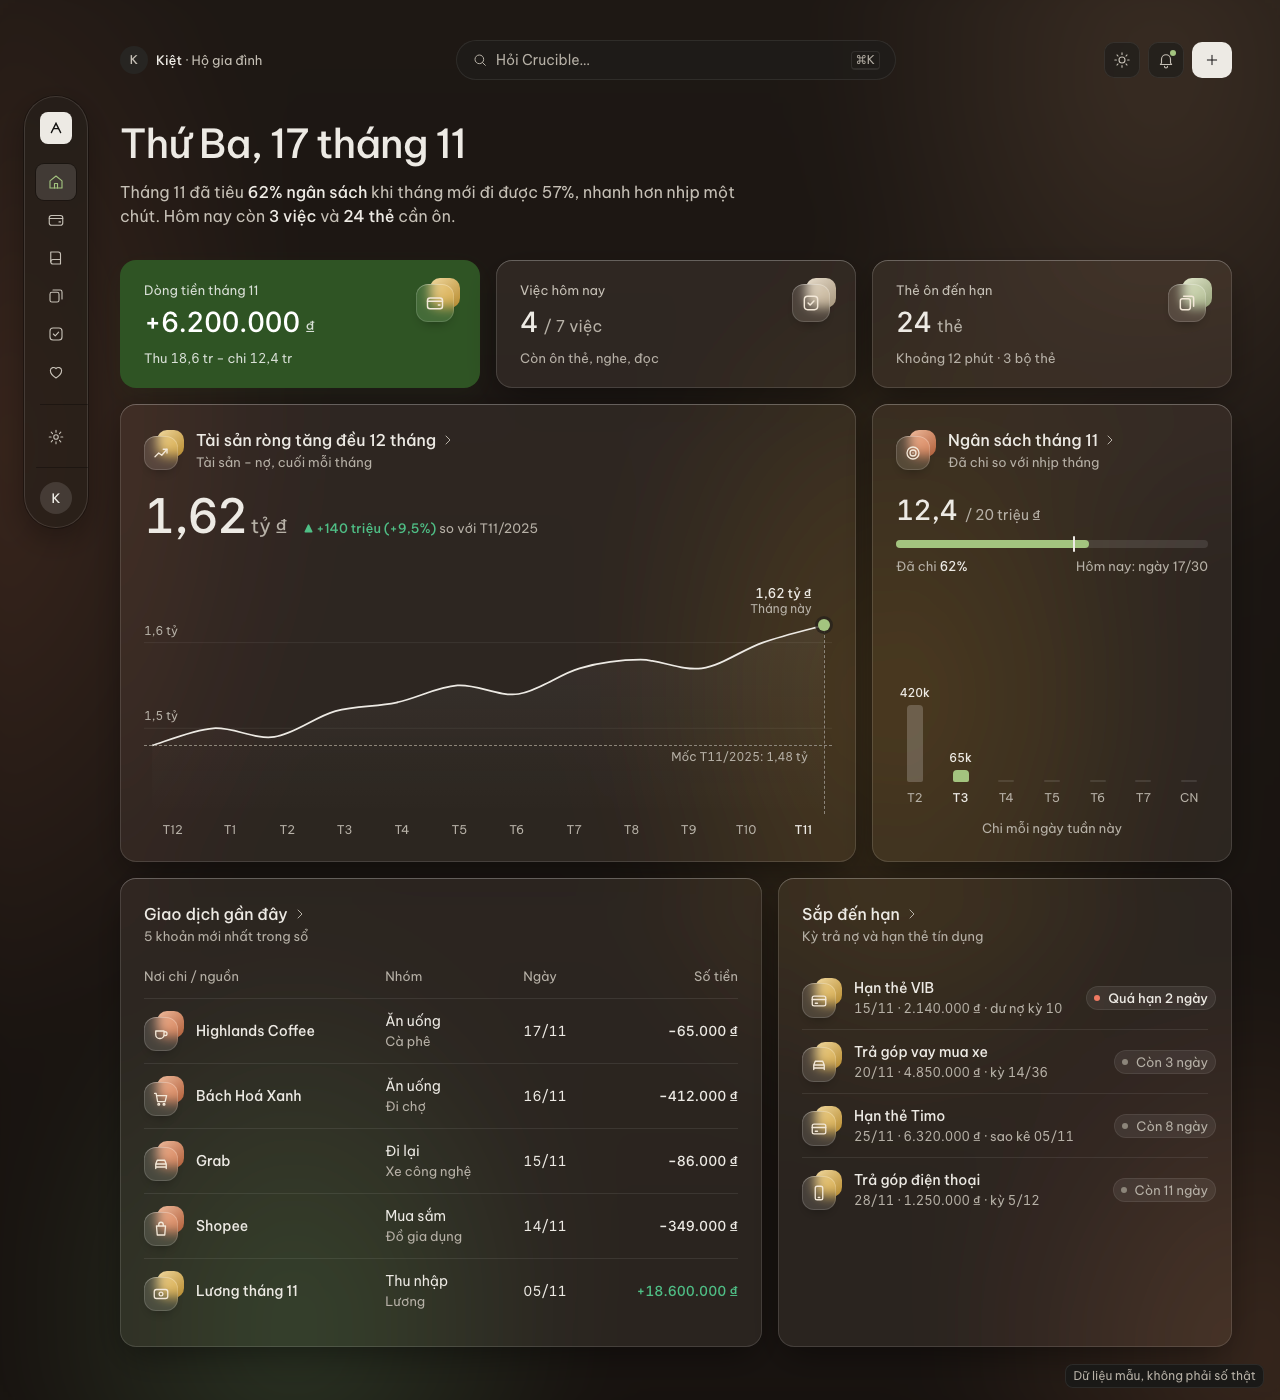 K
Kiệt · Hộ gia đình
Hỏi Crucible...
⌘K
A
K
Thứ Ba, 17 tháng 11
Tháng 11 đã tiêu 62% ngân sách khi tháng mới đi được 57%, nhanh hơn nhịp một
chút. Hôm nay còn 3 việc và 24 thẻ cần ôn.
Dòng tiền tháng 11
+6.200.000 ₫
Thu 18,6 tr − chi 12,4 tr
Việc hôm nay
4 / 7 việc
Còn ôn thẻ, nghe, đọc
Thẻ ôn đến hạn
24 thẻ
Khoảng 12 phút · 3 bộ thẻ
Tài sản ròng tăng đều 12 tháng
Tài sản − nợ, cuối mỗi tháng
1,62 tỷ ₫
▲ +140 triệu (+9,5%) so với T11/2025
1,62 tỷ ₫
Tháng này
1,6 tỷ
1,5 tỷ
Mốc T11/2025: 1,48 tỷ
T12 T1 T2 T3 T4 T5 T6 T7 T8 T9 T10 T11
Ngân sách tháng 11
Đã chi so với nhịp tháng
12,4 / 20 triệu ₫
Đã chi 62%
Hôm nay: ngày 17/30
420k
65k
T2 T3 T4 T5 T6 T7 CN
Chi mỗi ngày tuần này
Giao dịch gần đây
5 khoản mới nhất trong sổ
Nơi chi / nguồn Nhóm Ngày Số tiền
Highlands Coffee
Ăn uống
Cà phê
17/11
−65.000 ₫
Bách Hoá Xanh
Ăn uống
Đi chợ
16/11
−412.000 ₫
Grab
Đi lại
Xe công nghệ
15/11
−86.000 ₫
Shopee
Mua sắm
Đồ gia dụng
14/11
−349.000 ₫
Lương tháng 11
Thu nhập
Lương
05/11
+18.600.000 ₫
Sắp đến hạn
Kỳ trả nợ và hạn thẻ tín dụng
Hạn thẻ VIB
15/11 · 2.140.000 ₫ · dư nợ kỳ 10
Quá hạn 2 ngày
Trả góp vay mua xe
20/11 · 4.850.000 ₫ · kỳ 14/36
Còn 3 ngày
Hạn thẻ Timo
25/11 · 6.320.000 ₫ · sao kê 05/11
Còn 8 ngày
Trả góp điện thoại
28/11 · 1.250.000 ₫ · kỳ 5/12
Còn 11 ngày
Dữ liệu mẫu, không phải số thật